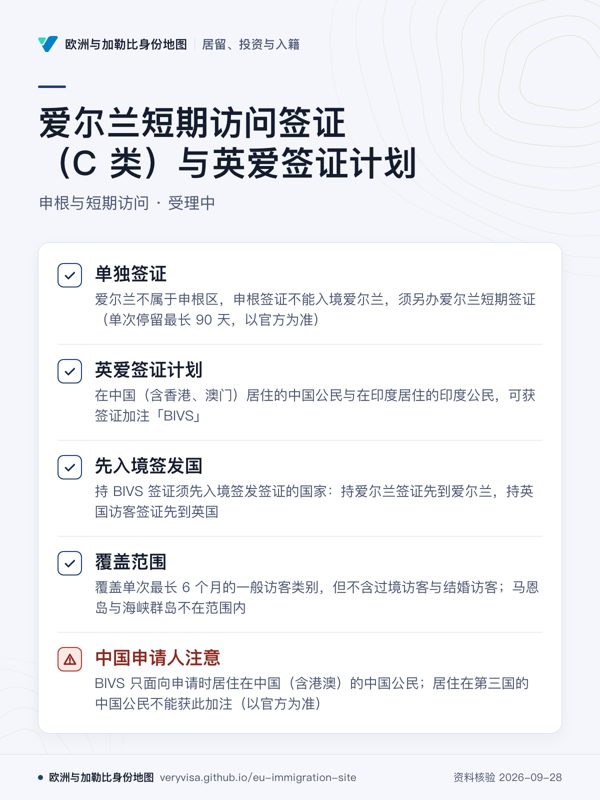 欧洲与加勒比身份地图 居留、投资与入籍
爱尔兰短期访问签证
（C 类）与英爱签证计划
申根与短期访问 · 受理中
单独签证
爱尔兰不属于申根区，申根签证不能入境爱尔兰，须另办爱尔兰短期签证
（单次停留最长 90 天，以官方为准）
英爱签证计划
在中国（含香港、澳门）居住的中国公民与在印度居住的印度公民，可获
签证加注「BIVS」
先入境签发国
持 BIVS 签证须先入境签发签证的国家：持爱尔兰签证先到爱尔兰，持英
国访客签证先到英国
覆盖范围
覆盖单次最长 6 个月的一般访客类别，但不含过境访客与结婚访客；马恩
岛与海峡群岛不在范围内
中国申请人注意
BIVS 只面向申请时居住在中国（含港澳）的中国公民；居住在第三国的
中国公民不能获此加注（以官方为准）
欧洲与加勒比身份地图 veryvisa.github.io/eu-immigration-site 资料核验 2026-09-28